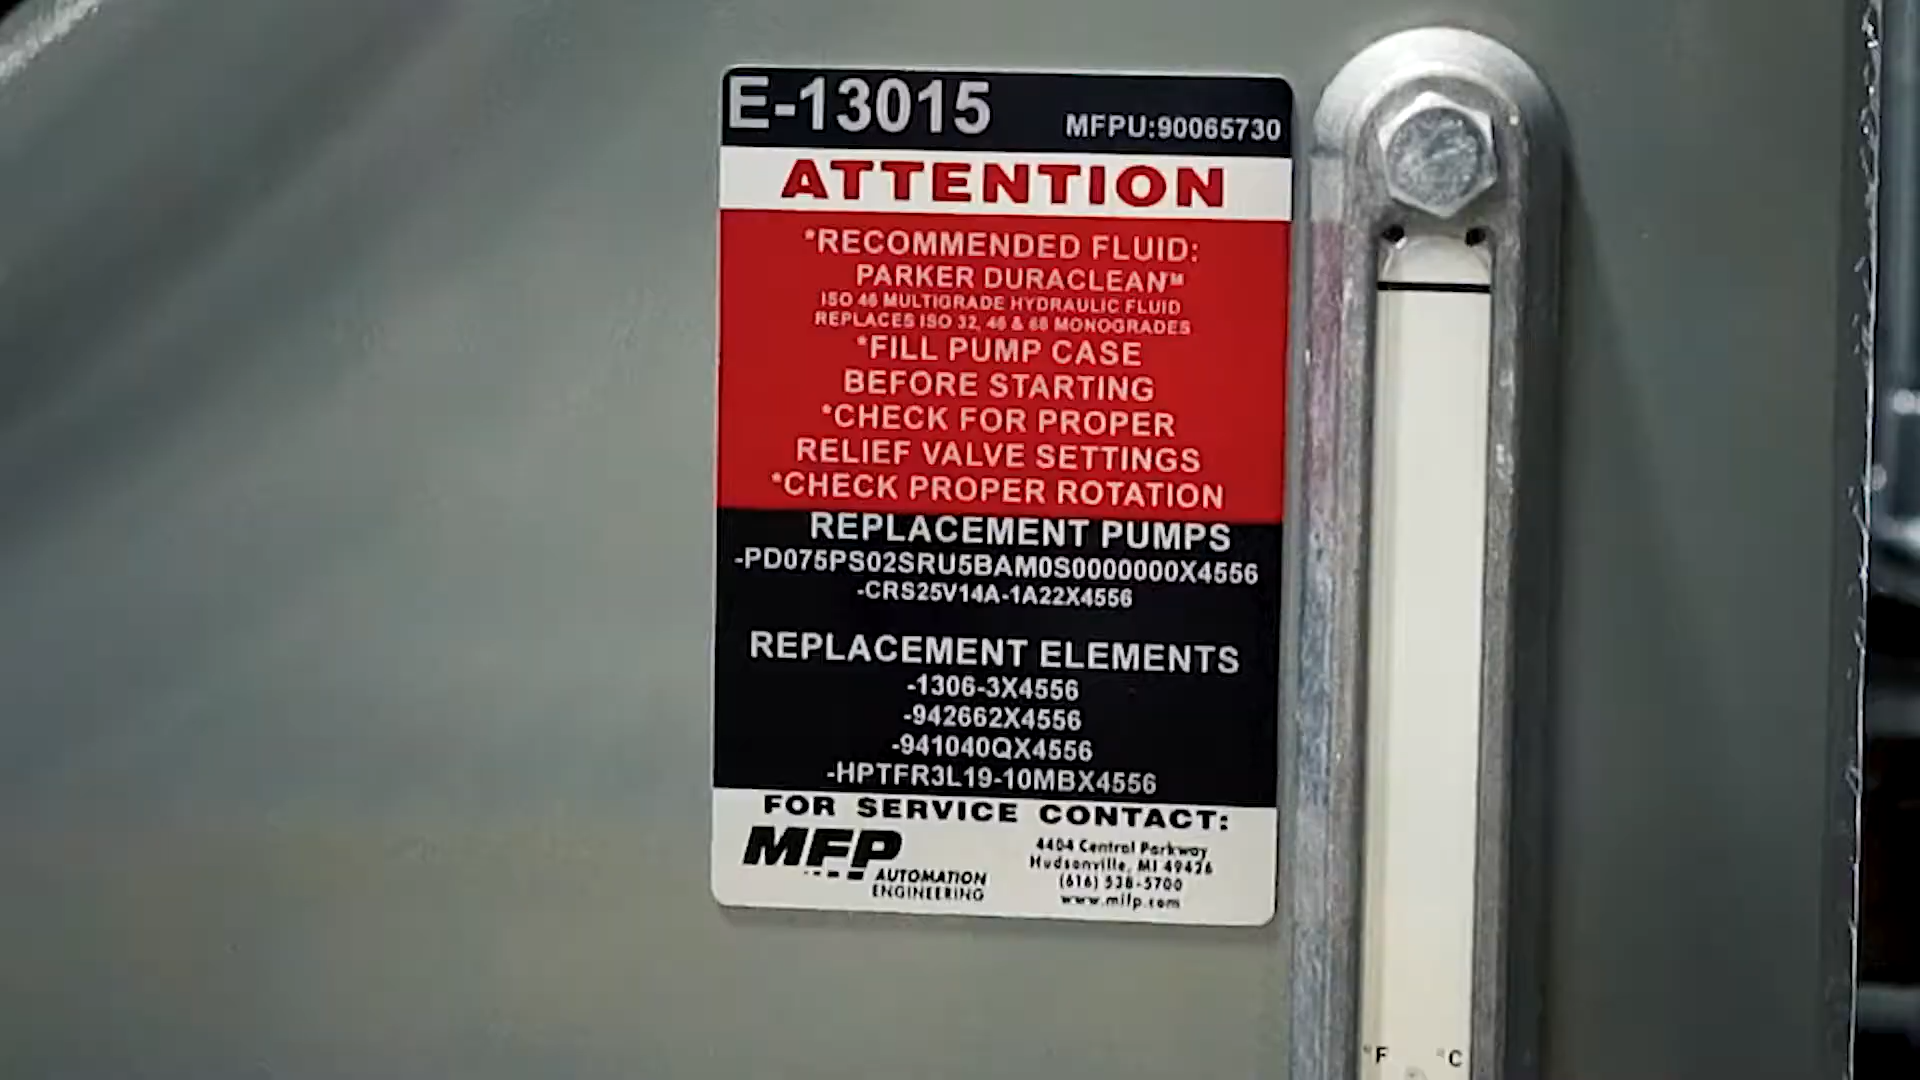 E-13015
MFPU:90065730
ATTENTION
*RECOMMENDED FLUID:
PARKER DURACLEAN™
ISO 46 MULTIGRADE HYDRAULIC FLUID
REPLACES ISO 32, 46 & 68 MONOGRADES
*FILL PUMP CASE
BEFORE STARTING
*CHECK FOR PROPER
RELIEF VALVE SETTINGS
*CHECK PROPER ROTATION
REPLACEMENT PUMPS
-PD075PS02SRU5BAM0S0000000X4556
-CRS25V14A-1A22X4556
REPLACEMENT ELEMENTS
-1306-3X4556
-942662X4556
-941040QX4556
-HPTFR3L19-10MBX4556
FOR SERVICE CONTACT:
MFP
AUTOMATION
ENGINEERING
4404 Central Parkway
Hudsonville, MI 49426
(616) 538-5700
°F °C